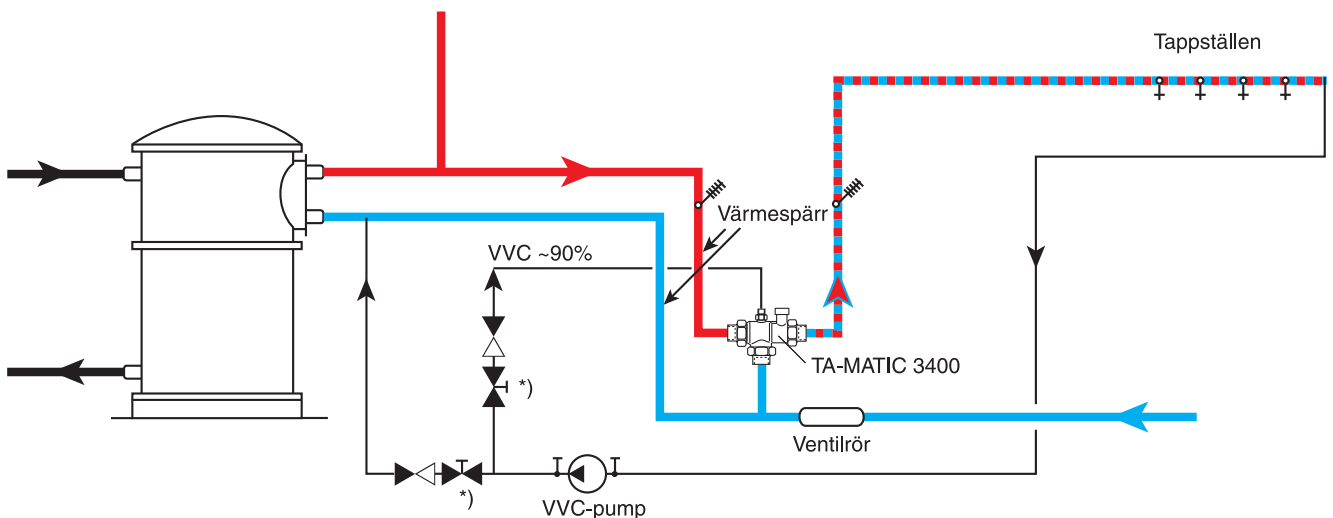 Tappställen
Värmespärr
VVC ~90%
TA-MATIC 3400
*)
Ventilrör
*)
VVC-pump